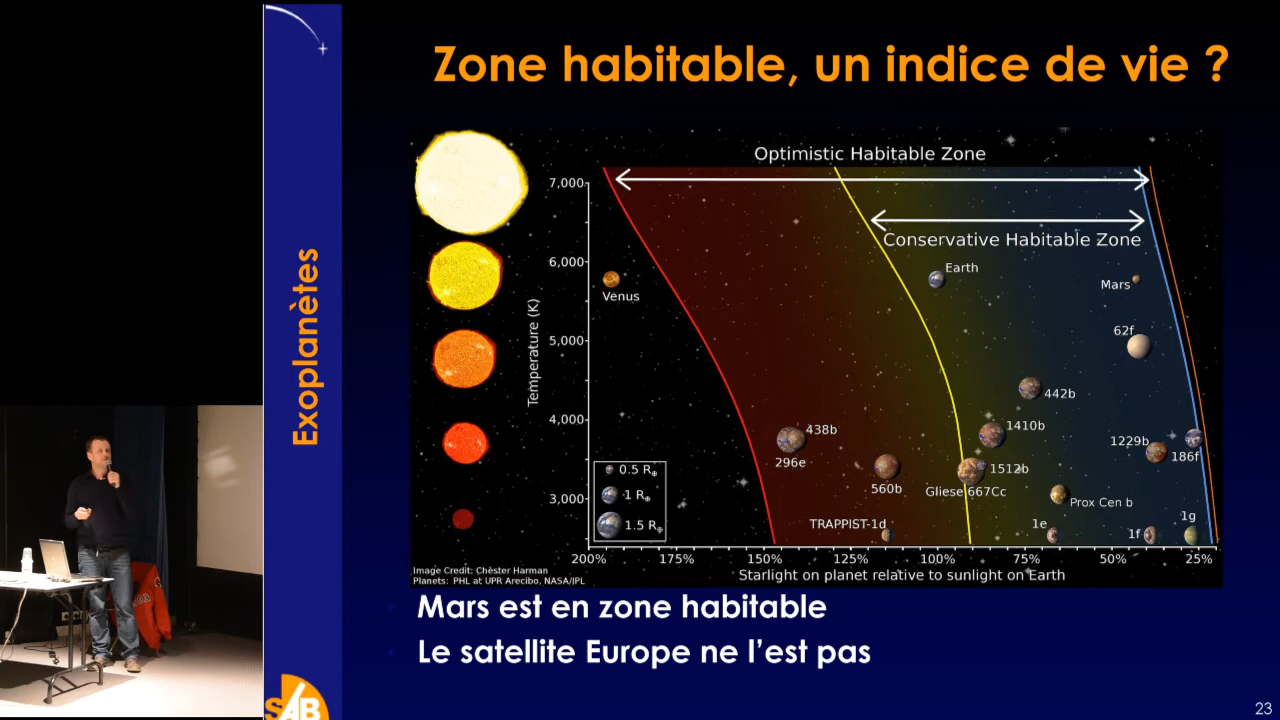 Zone habitable, un indice de vie ?
Exoplanètes
Optimistic Habitable Zone
Conservative Habitable Zone
7,000
6,000
5,000
4,000
3,000
Temperature (K)
Venus
Earth
Mars
62f
442b
438b
296e
1410b
1229b
186f
560b
1512b
Gliese 667Cc
Prox Cen b
TRAPPIST-1d
1e
1f
1g
0.5 R⊕
1 R⊕
1.5 R⊕
200% 175% 150% 125% 100% 75% 50% 25%
Starlight on planet relative to sunlight on Earth
Image Credit: Chester Harman
Planets: PHL at UPR Arecibo, NASA/JPL
Mars est en zone habitable
Le satellite Europe ne l'est pas
SAB
23